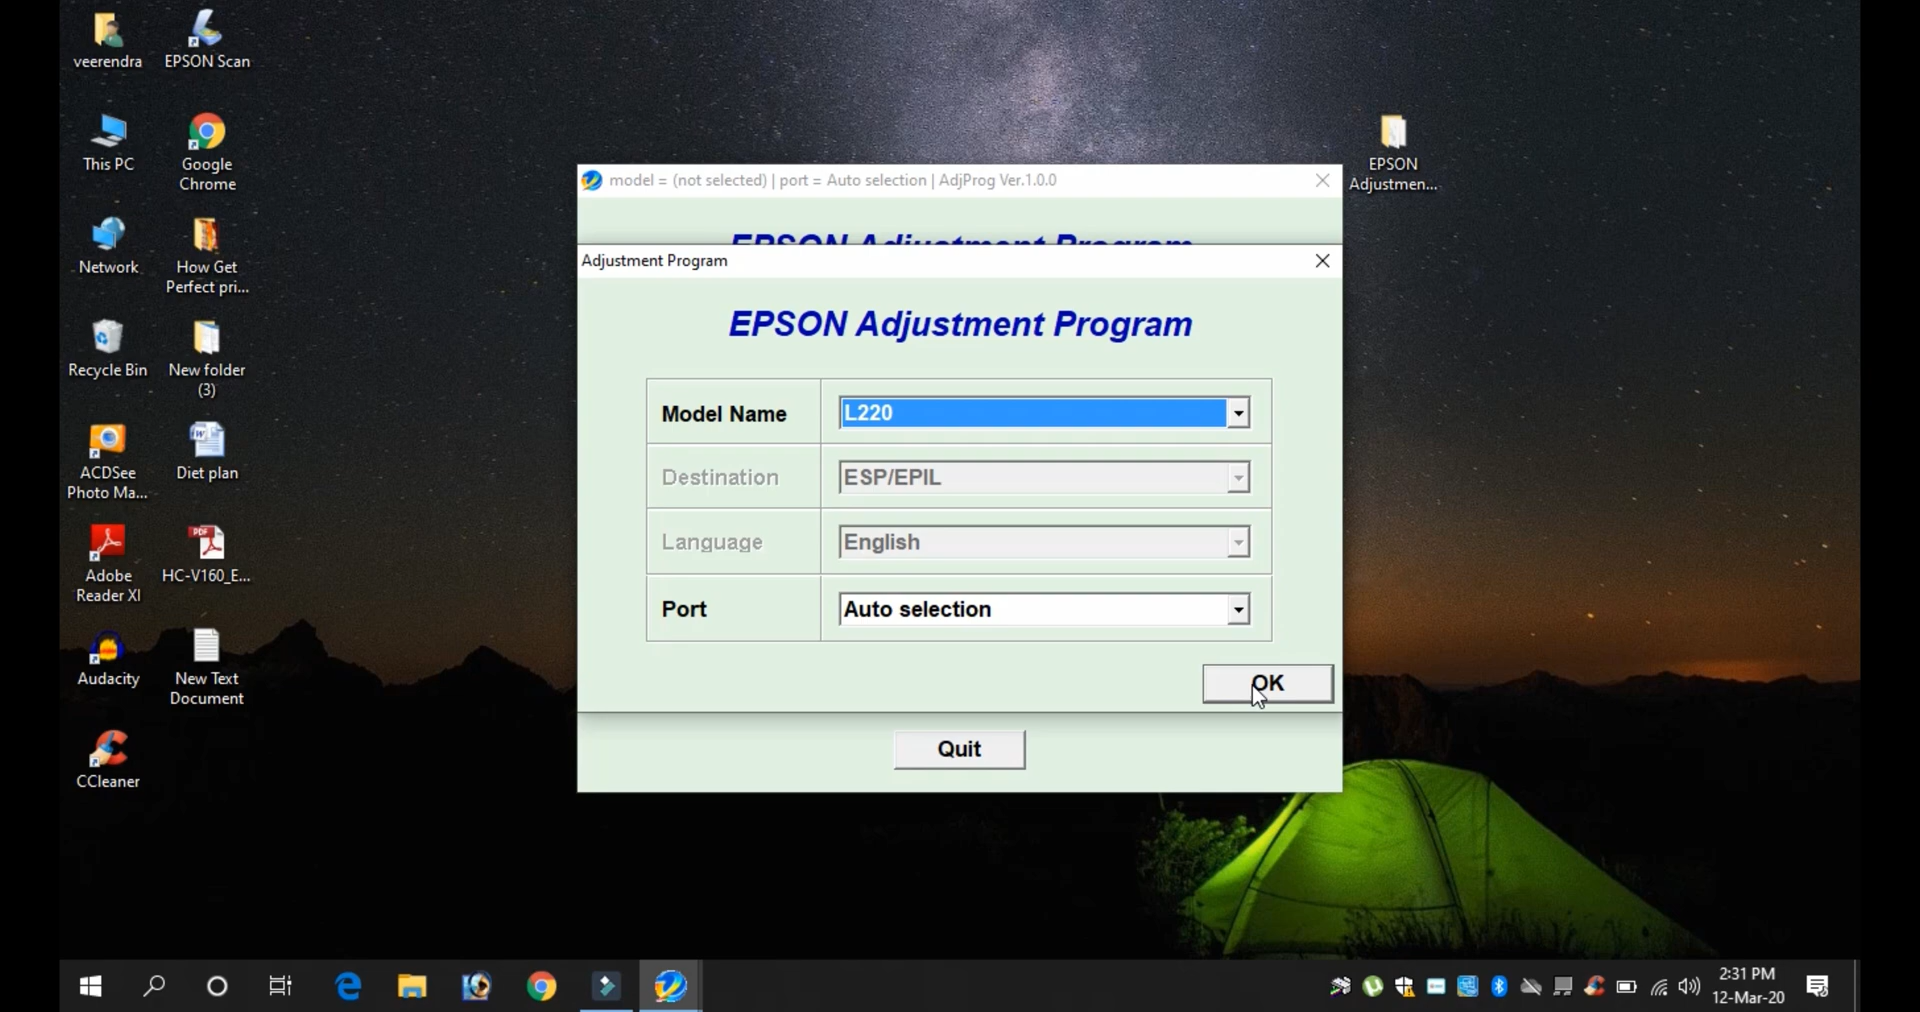 veerendra
EPSON Scan
This PC
Google
Chrome
Network
How Get
Perfect pri...
Recycle Bin
New folder
(3)
ACDSee
Photo Ma...
Diet plan
Adobe
Reader XI
HC-V160_E...
Audacity
New Text
Document
CCleaner
EPSON
Adjustmen...
model = (not selected) | port = Auto selection | AdjProg Ver.1.0.0
EPSON Adjustment Program
Adjustment Program
EPSON Adjustment Program
Model Name
L220
Destination
ESP/EPIL
Language
English
Port
Auto selection
OK
Quit
2:31 PM
12-Mar-20